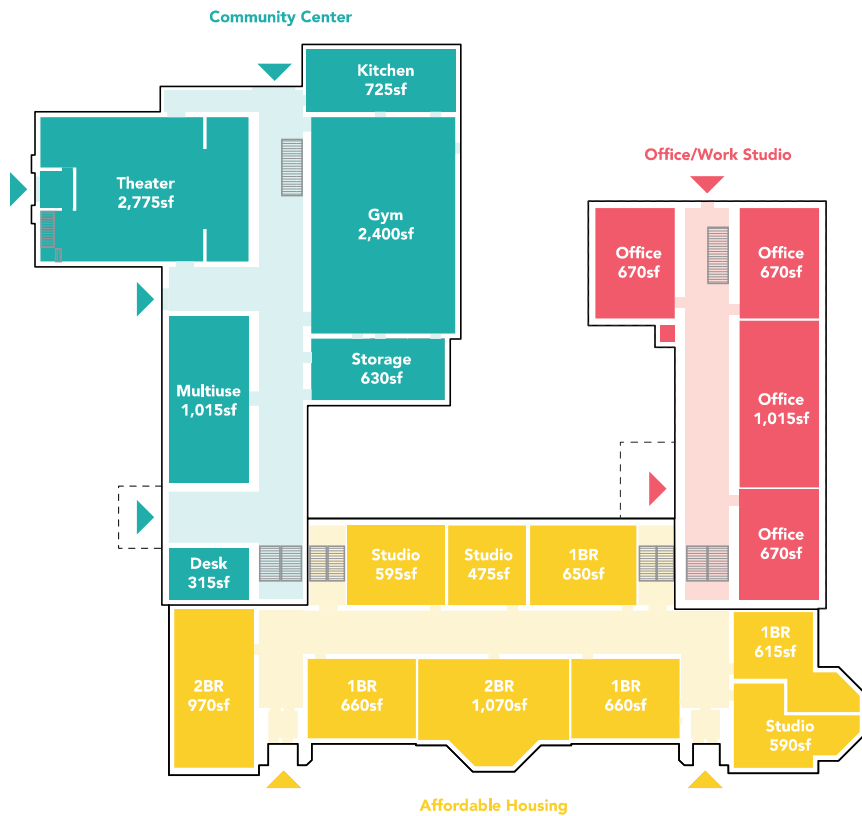 Community Center
Kitchen
725sf
Theater
2,775sf
Gym
2,400sf
Storage
630sf
Multiuse
1,015sf
Desk
315sf
Office/Work Studio
Office
670sf
Office
670sf
Office
1,015sf
Office
670sf
Studio
595sf
Studio
475sf
1BR
650sf
1BR
615sf
2BR
970sf
1BR
660sf
2BR
1,070sf
1BR
660sf
Studio
590sf
Affordable Housing